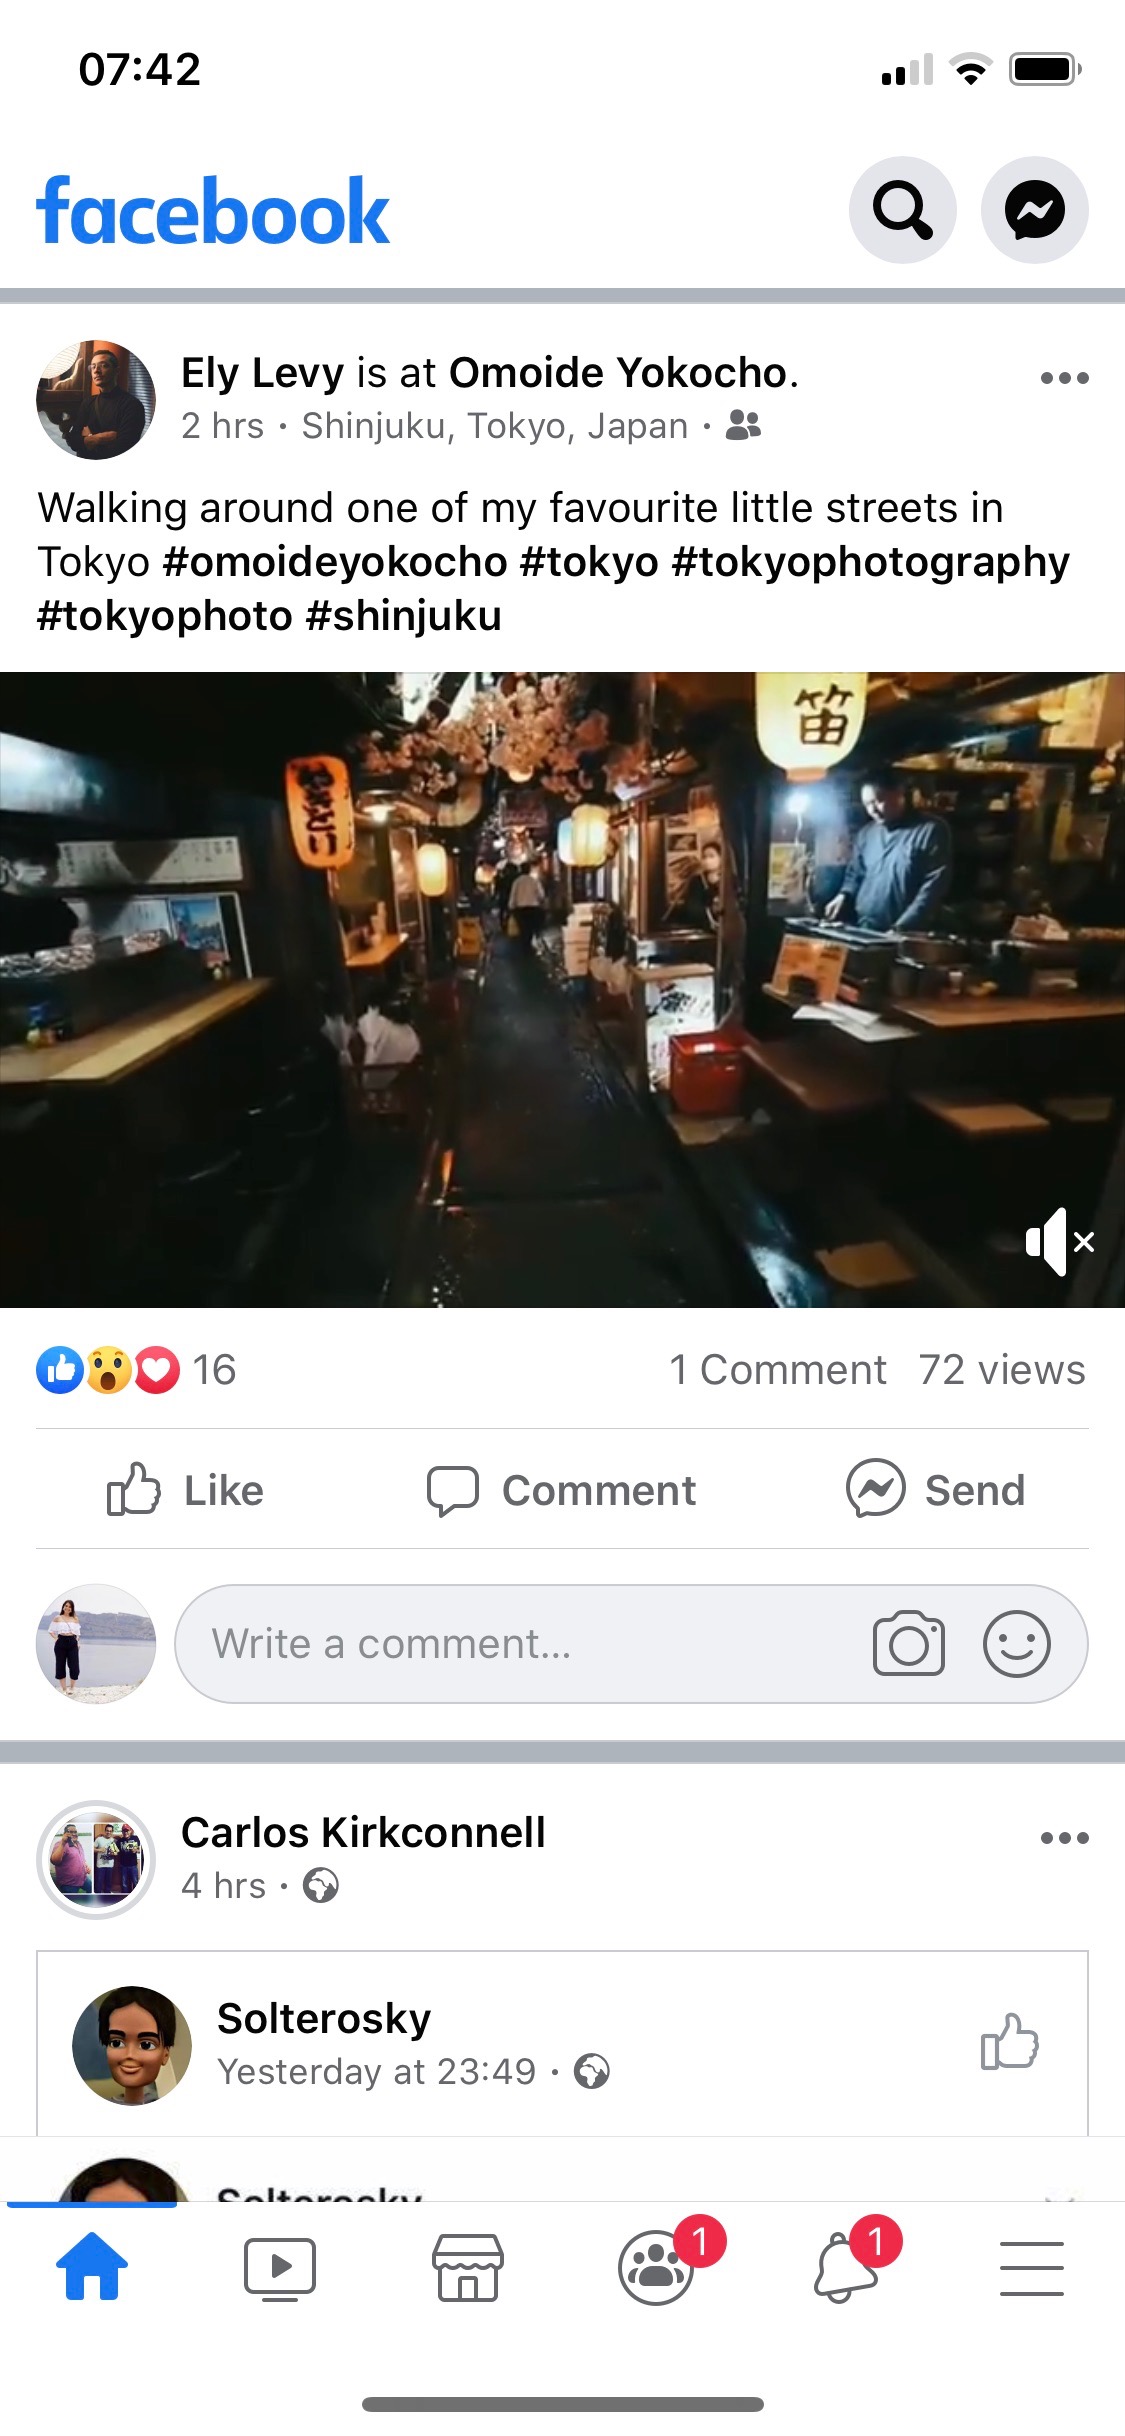 07:42
facebook
Ely Levy is at Omoide Yokocho.
2 hrs · Shinjuku, Tokyo, Japan ·
Walking around one of my favourite little streets in
Tokyo #omoideyokocho #tokyo #tokyophotography
#tokyophoto #shinjuku
笛
16
1 Comment 72 views
Like Comment Send
Write a comment...
Carlos Kirkconnell
4 hrs ·
Solterosky
Yesterday at 23:49 ·
Solterosky
1 1